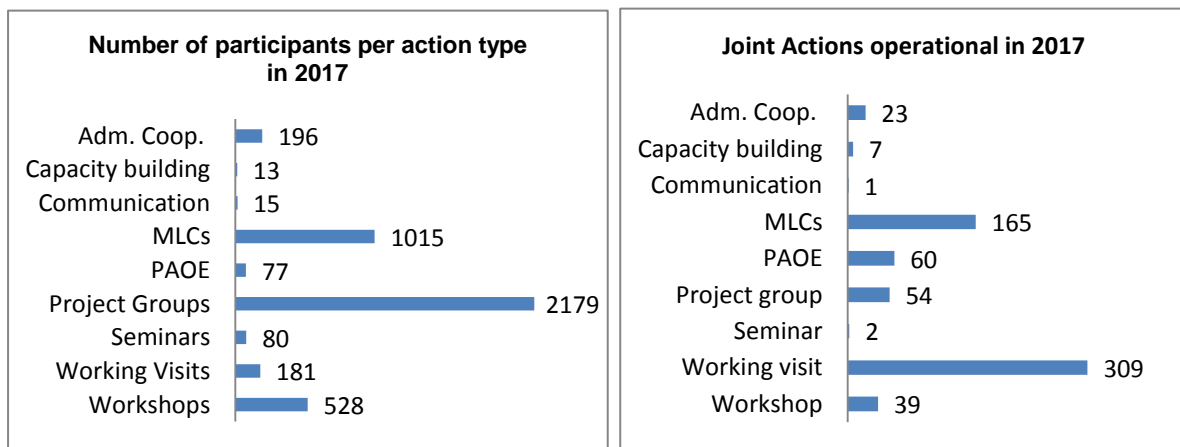 Number of participants per action type
in 2017
Adm. Coop. 196
Capacity building 13
Communication 15
MLCs 1015
PAOE 77
Project Groups 2179
Seminars 80
Working Visits 181
Workshops 528
Joint Actions operational in 2017
Adm. Coop. 23
Capacity building 7
Communication 1
MLCs 165
PAOE 60
Project group 54
Seminar 2
Working visit 309
Workshop 39